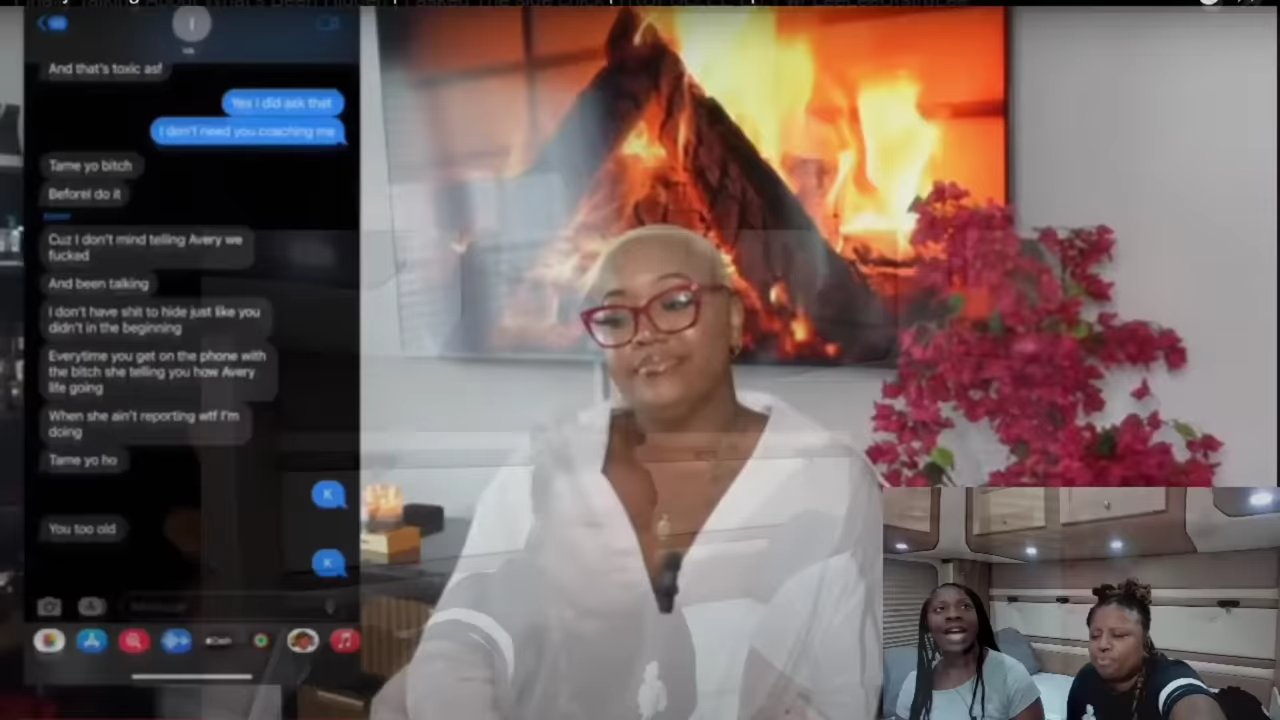 And that's toxic as!
Yes I did ask that
I don't need you coaching me
Tame yo bitch
BeforeI do it
Cuz I don't mind telling Avery we
fucked
And been talking
I don't have shit to hide just like you
didn't in the beginning
Everytime you get on the phone with
the bitch she telling you how Avery
life going
When she ain't reporting wtf I'm
doing
Tame yo ho
K
You too old
K